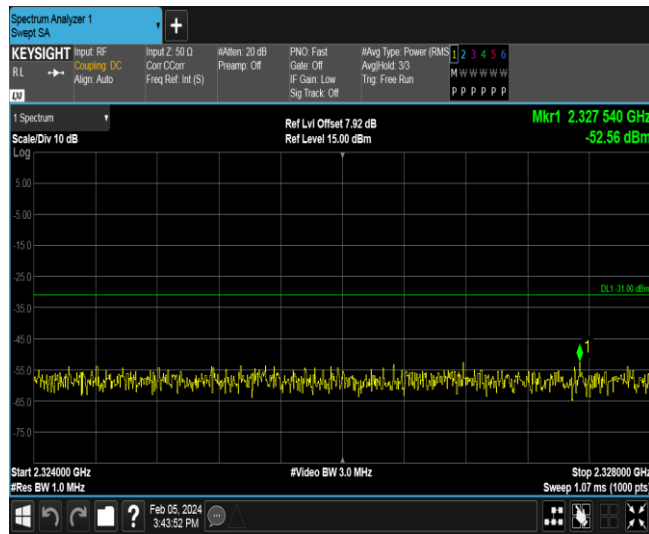 Spectrum Analyzer 1
Swept SA
+
KEYSIGHT
RL
LXI
Input: RF
Coupling: DC
Align: Auto
Input Z: 50 Ω
Corr CCorr
Freq Ref: Int (S)
#Atten: 20 dB
Preamp: Off
PNO: Fast
Gate: Off
IF Gain: Low
Sig Track: Off
#Avg Type: Power (RMS
Avg|Hold: 3/3
Trig: Free Run
1 2 3 4 5 6
M W W W W W
P P P P P P
1 Spectrum
Scale/Div 10 dB
Log
Ref Lvl Offset 7.92 dB
Ref Level 15.00 dBm
Mkr1 2.327 540 GHz
-52.56 dBm
5.00
-5.00
-15.0
-25.0
DL1 -31.00 dBm
-35.0
-45.0
1
-55.0
-65.0
-75.0
Start 2.324000 GHz
#Res BW 1.0 MHz
#Video BW 3.0 MHz
Stop 2.328000 GHz
Sweep 1.07 ms (1000 pts)
?
Feb 05, 2024
3:43:52 PM